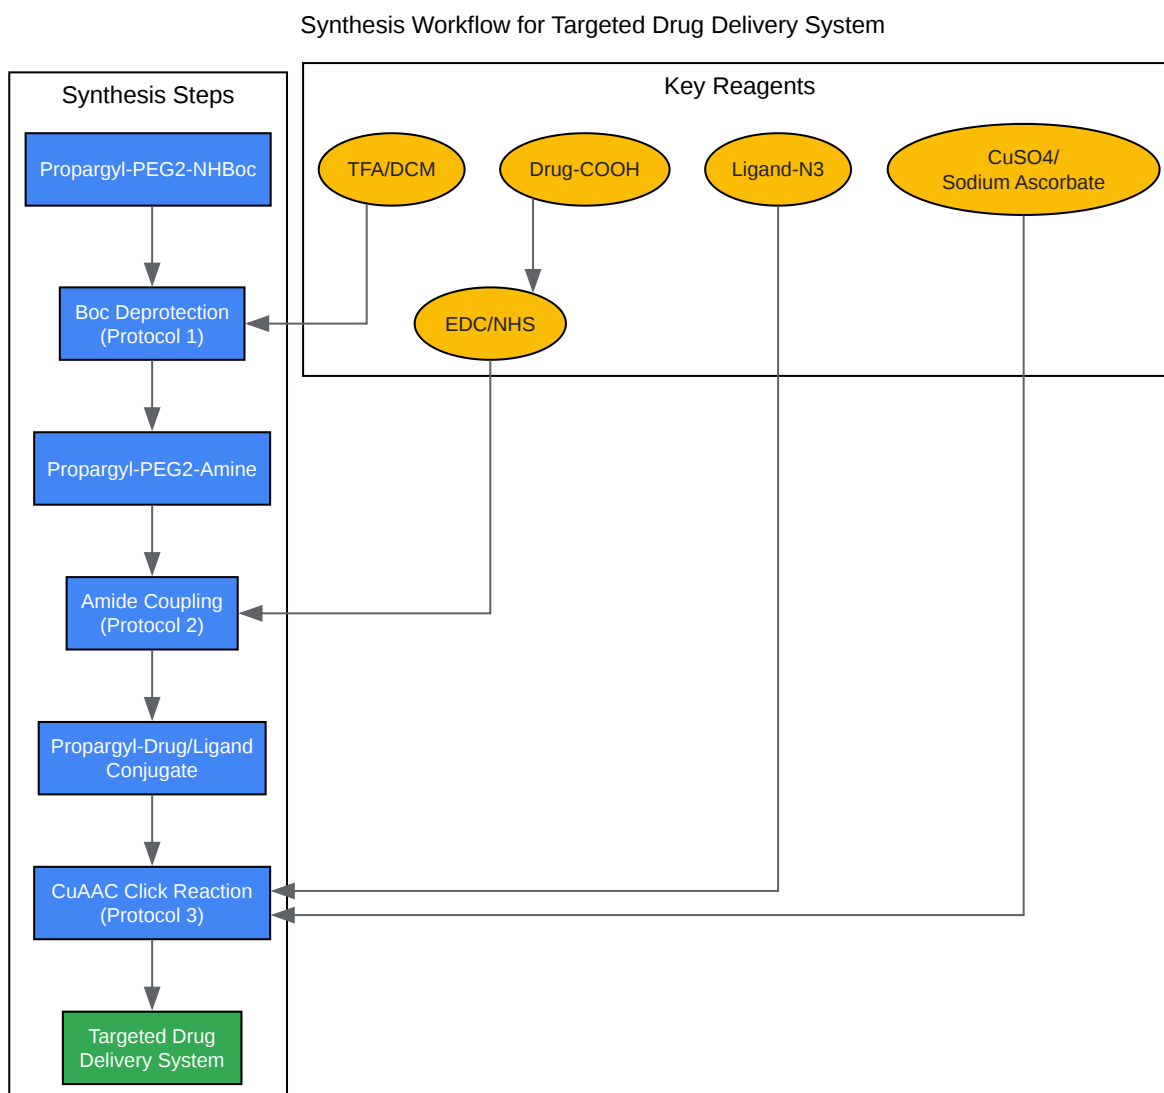 Synthesis Workflow for Targeted Drug Delivery System
Synthesis Steps
Propargyl-PEG2-NHBoc
Boc Deprotection
(Protocol 1)
Propargyl-PEG2-Amine
Amide Coupling
(Protocol 2)
Propargyl-Drug/Ligand
Conjugate
CuAAC Click Reaction
(Protocol 3)
Targeted Drug
Delivery System
Key Reagents
TFA/DCM
Drug-COOH
Ligand-N3
CuSO4/
Sodium Ascorbate
EDC/NHS